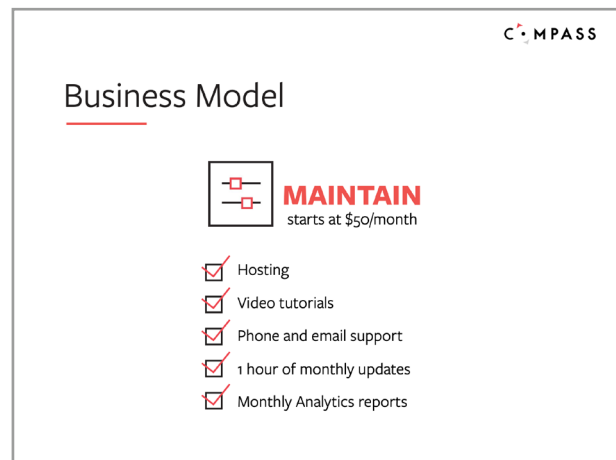 COMPASS
Business Model
MAINTAIN
starts at $50/month
Hosting
Video tutorials
Phone and email support
1 hour of monthly updates
Monthly Analytics reports